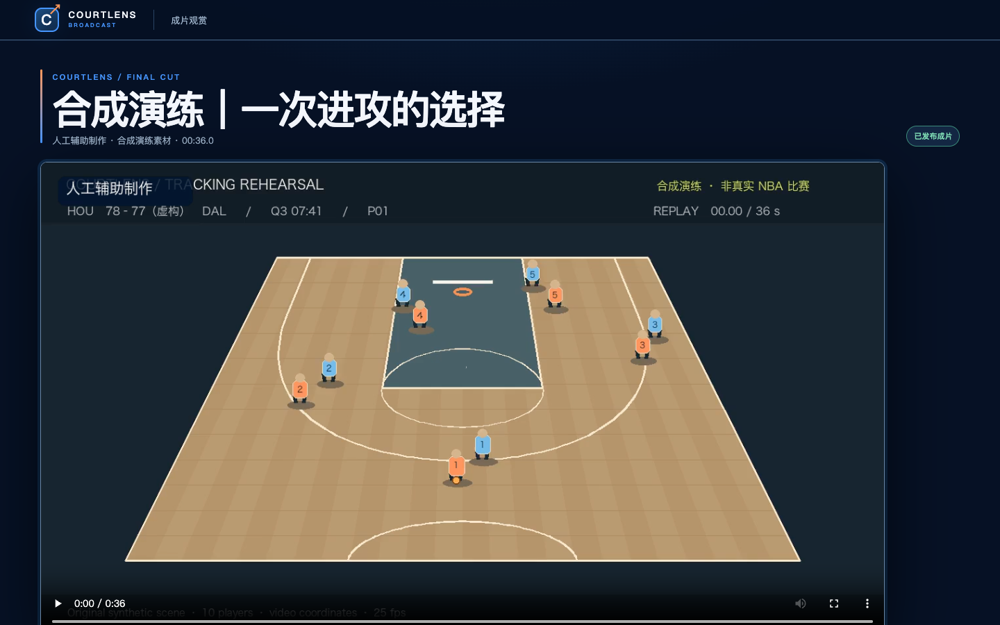 C
COURTLENS
BROADCAST
成片观赏
COURTLENS / FINAL CUT
合成演练｜一次进攻的选择
人工辅助制作 · 合成演练素材 · 00:36.0
已发布成片
COURTLENS / TRACKING REHEARSAL
人工辅助制作
合成演练 · 非真实 NBA 比赛
HOU 78 - 77（虚构） DAL / Q3 07:41 / P01
REPLAY 00.00 / 36 s
5
4
5
4
3
3
2
2
1
1
0:00 / 0:36
Original synthetic scene · 10 players · video coordinates · 25 fps